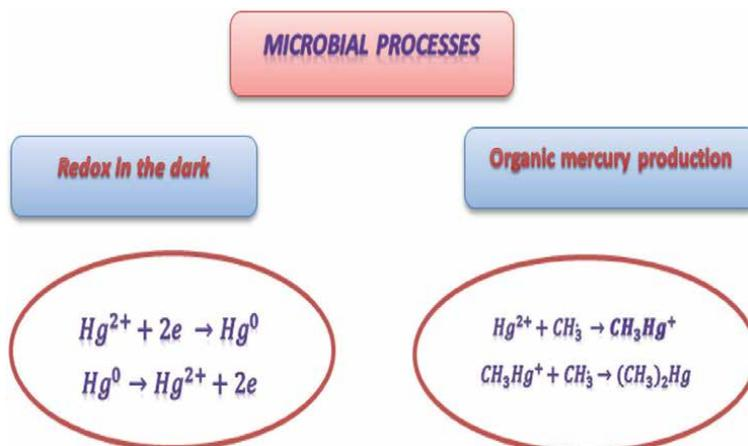 MICROBIAL PROCESSES
Redox in the dark
Organic mercury production
Hg²⁺ + 2e → Hg⁰
Hg⁰ → Hg²⁺ + 2e
Hg²⁺ + CH₃̇ → CH₃Hg⁺
CH₃Hg⁺ + CH₃̇ → (CH₃)₂Hg